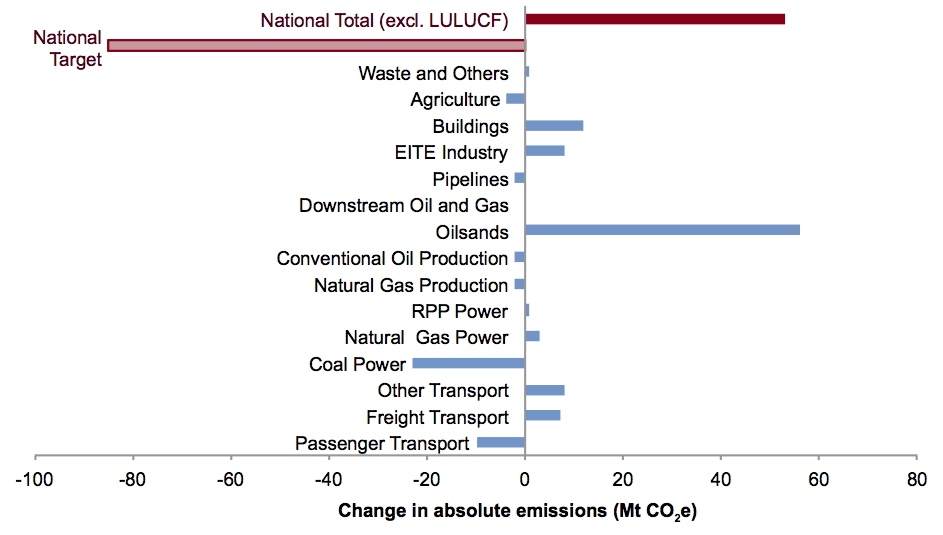 National Total (excl. LULUCF)
National
Target
Waste and Others
Agriculture
Buildings
EITE Industry
Pipelines
Downstream Oil and Gas
Oilsands
Conventional Oil Production
Natural Gas Production
RPP Power
Natural  Gas Power
Coal Power
Other Transport
Freight Transport
Passenger Transport
-100 -80 -60 -40 -20 0 20 40 60 80
Change in absolute emissions (Mt CO₂e)